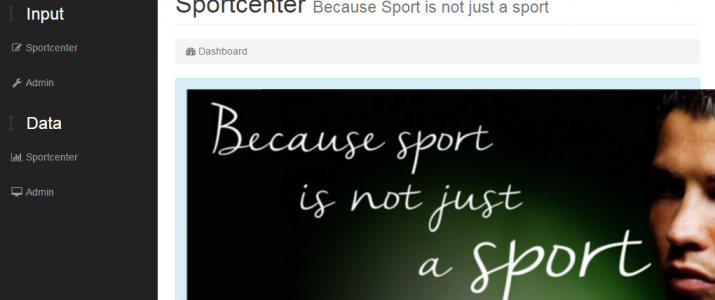 Input
Sportcenter
Admin
Data
Sportcenter
Admin
Sportcenter Because Sport is not just a sport
Dashboard
Because sport
is not just
a sport